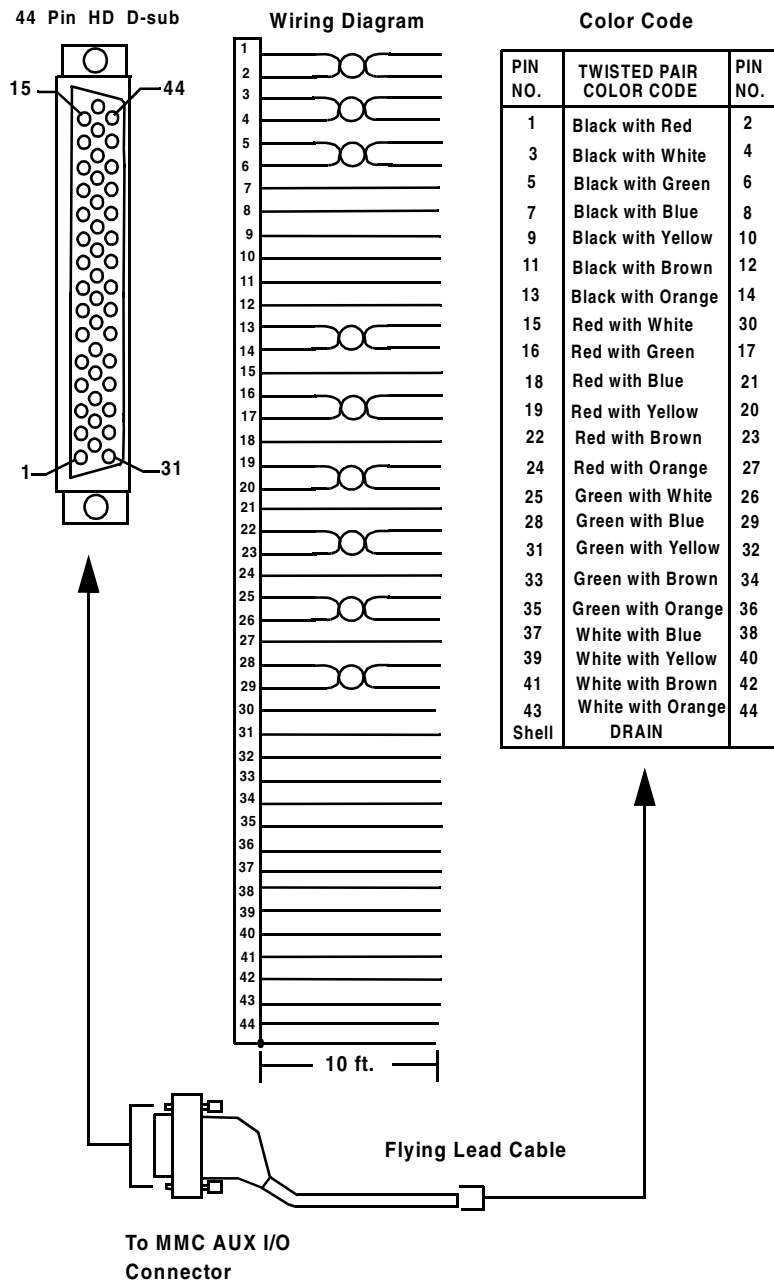 44 Pin HD D-sub
15
44
1
31
Wiring Diagram
1
2
3
4
5
6
7
8
9
10
11
12
13
14
15
16
17
18
19
20
21
22
23
24
25
26
27
28
29
30
31
32
33
34
35
36
37
38
39
40
41
42
43
44
10 ft.
Color Code
PIN NO. TWISTED PAIR COLOR CODE PIN NO.
1 Black with Red 2
3 Black with White 4
5 Black with Green 6
7 Black with Blue 8
9 Black with Yellow 10
11 Black with Brown 12
13 Black with Orange 14
15 Red with White 30
16 Red with Green 17
18 Red with Blue 21
19 Red with Yellow 20
22 Red with Brown 23
24 Red with Orange 27
25 Green with White 26
28 Green with Blue 29
31 Green with Yellow 32
33 Green with Brown 34
35 Green with Orange 36
37 White with Blue 38
39 White with Yellow 40
41 White with Brown 42
43 White with Orange 44
Shell DRAIN
Flying Lead Cable
To MMC AUX I/O
Connector